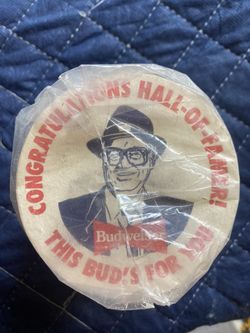 CONGRATULATIONS HALL-OF-FAMER!
Budweiser
THIS BUD'S FOR YOU